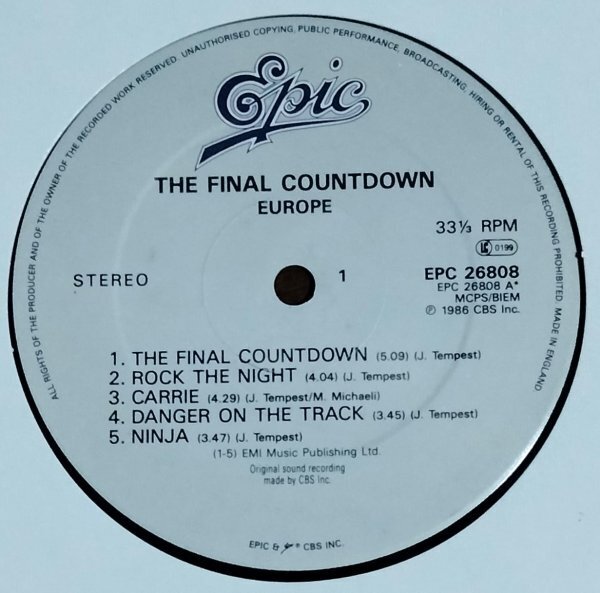 ALL RIGHTS OF THE PRODUCER AND OF THE OWNER OF THE RECORDED WORK RESERVED. UNAUTHORISED COPYING, PUBLIC PERFORMANCE, BROADCASTING, HIRING OR RENTAL OF THIS RECORDING PROHIBITED. MADE IN ENGLAND
Epic
THE FINAL COUNTDOWN
EUROPE
33⅓ RPM
LC 0199
STEREO
1
EPC 26808
EPC 26808 A*
MCPS/BIEM
℗ 1986 CBS Inc.
1. THE FINAL COUNTDOWN (5.09) (J. Tempest)
2. ROCK THE NIGHT (4.04) (J. Tempest)
3. CARRIE (4.29) (J. Tempest/M. Michaeli)
4. DANGER ON THE TRACK (3.45) (J. Tempest)
5. NINJA (3.47) (J. Tempest)
(1-5) EMI Music Publishing Ltd.
Original sound recording
made by CBS Inc.
EPIC & ® CBS INC.